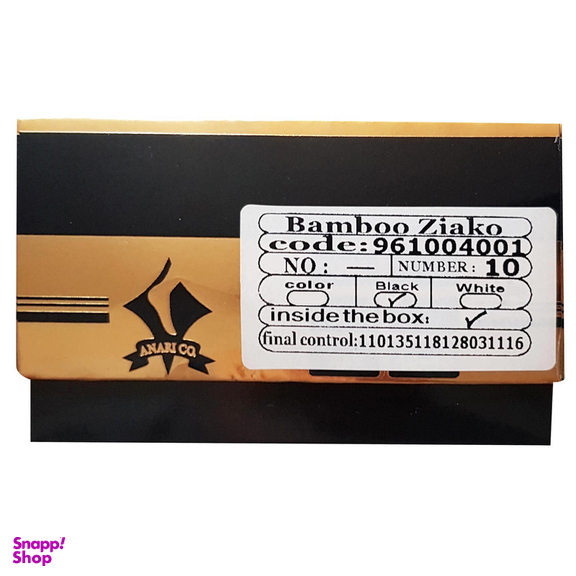 Bamboo Ziako
code: 961004001
NO: — NUMBER: 10
color Black White
inside the box:
final control:110135118128031116
ANARI CO.
Snapp!
Shop